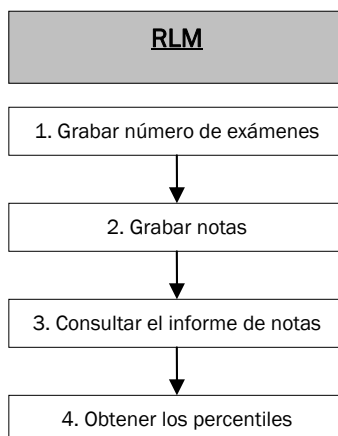 RLM
1. Grabar número de exámenes
2. Grabar notas
3. Consultar el informe de notas
4. Obtener los percentiles